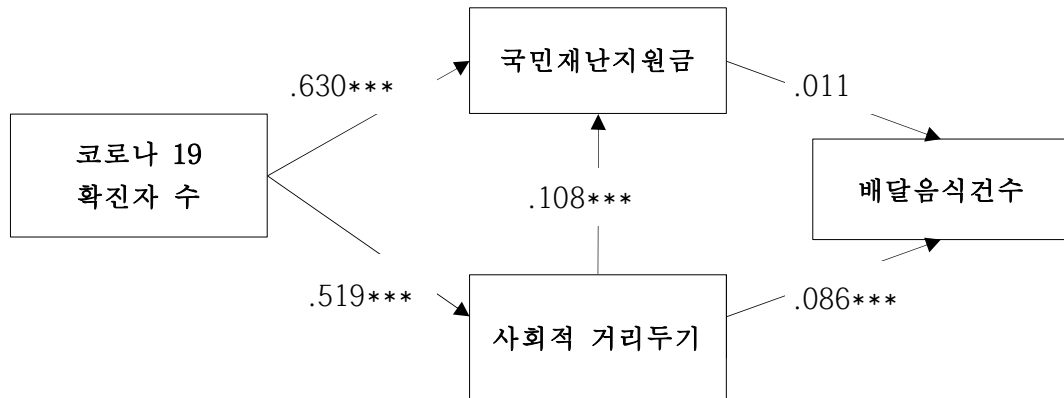 국민재난지원금
.630***
.011
코로나 19
확진자 수
.108***
배달음식건수
.519***
.086***
사회적 거리두기